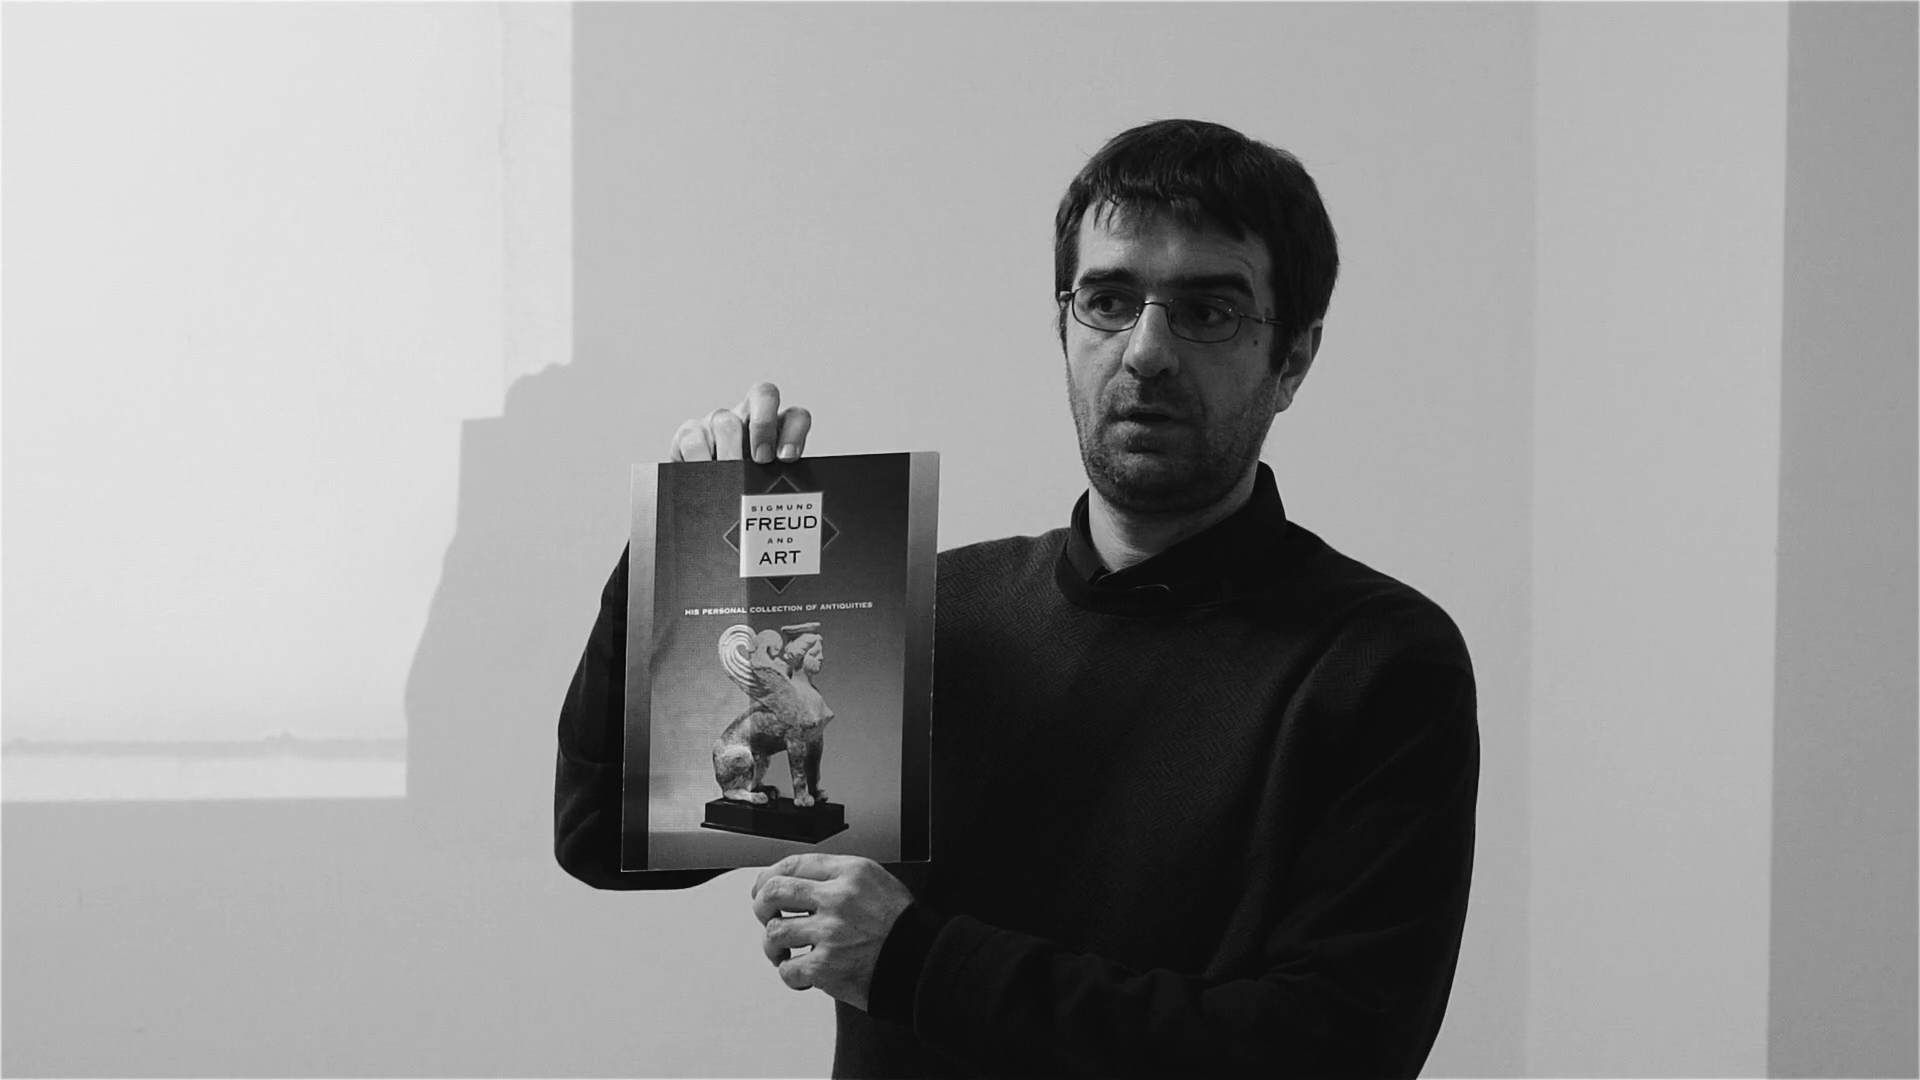 SIGMUND
FREUD
AND
ART
HIS PERSONAL COLLECTION OF ANTIQUITIES